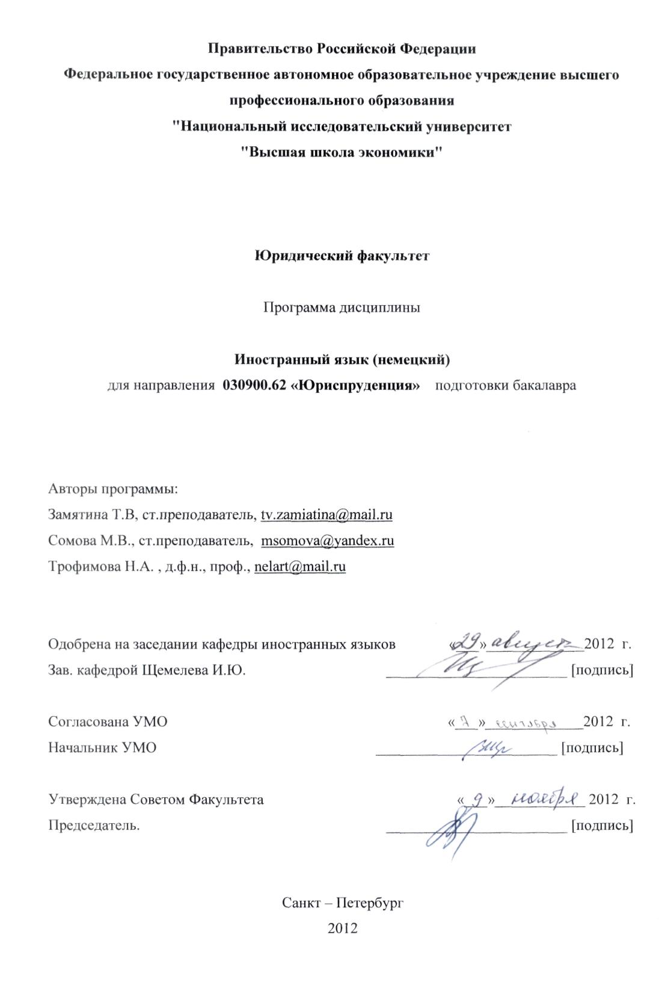 Правительство Российской Федерации
Федеральное государственное автономное образовательное учреждение высшего
профессионального образования
"Национальный исследовательский университет
"Высшая школа экономики"
Юридический факультет
Программа дисциплины
Иностранный язык (немецкий)
для направления 030900.62 «Юриспруденция» подготовки бакалавра
Авторы программы:
Замятина Т.В, ст.преподаватель, tv.zamiatina@mail.ru
Сомова М.В., ст.преподаватель, msomova@yandex.ru
Трофимова Н.А. , д.ф.н., проф., nelart@mail.ru
Одобрена на заседании кафедры иностранных языков «29» август 2012 г.
Зав. кафедрой Щемелева И.Ю. [подпись]
Согласована УМО «7» сентября 2012 г.
Начальник УМО [подпись]
Утверждена Советом Факультета «9» ноября 2012 г.
Председатель. [подпись]
Санкт – Петербург
2012